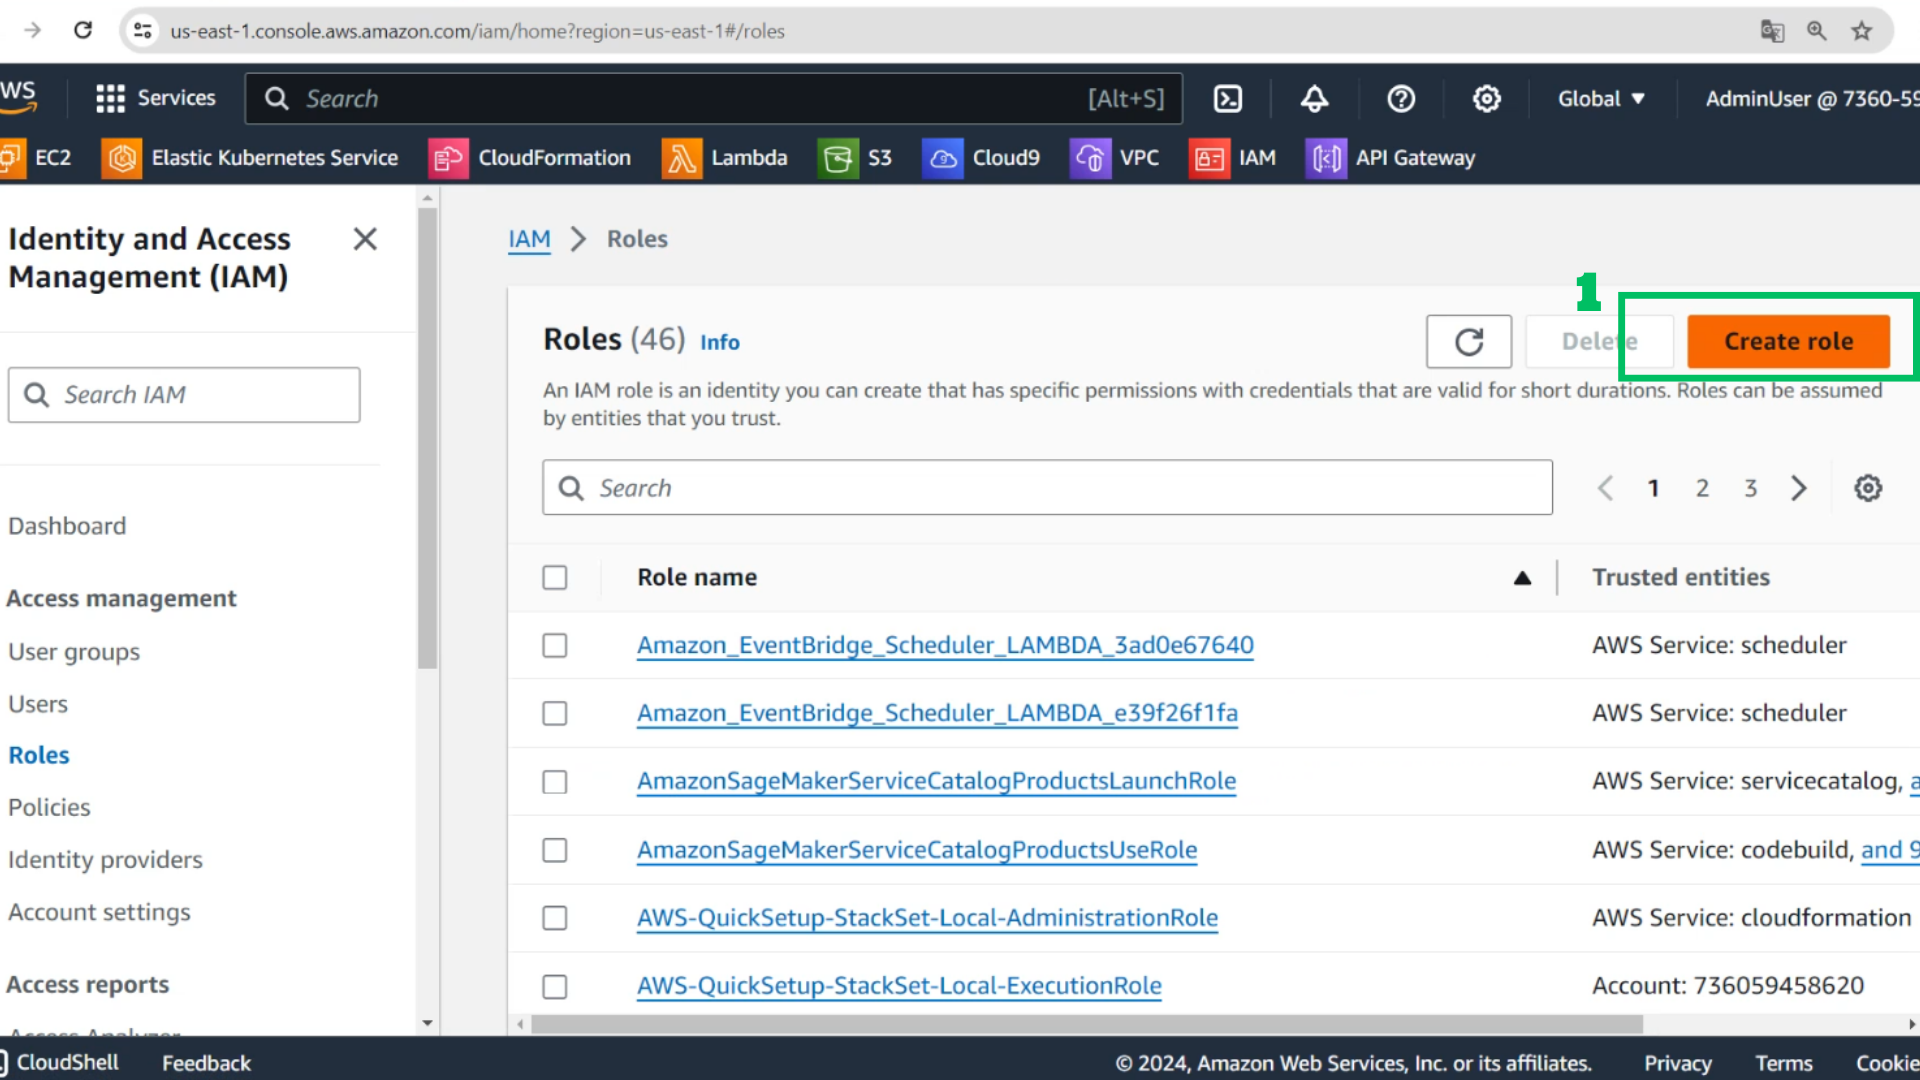 us-east-1.console.aws.amazon.com/iam/home?region=us-east-1#/roles
Services
Search
[Alt+S]
Global
AdminUser @ 7360-59
EC2
Elastic Kubernetes Service
CloudFormation
Lambda
S3
Cloud9
VPC
IAM
API Gateway
Identity and Access
Management (IAM)
Search IAM
Dashboard
Access management
User groups
Users
Roles
Policies
Identity providers
Account settings
Access reports
Access Analyzer
IAM > Roles
1
Roles (46) Info
Delete
Create role
An IAM role is an identity you can create that has specific permissions with credentials that are valid for short durations. Roles can be assumed
by entities that you trust.
Search
1 2 3
Role name
Trusted entities
Amazon_EventBridge_Scheduler_LAMBDA_3ad0e67640
AWS Service: scheduler
Amazon_EventBridge_Scheduler_LAMBDA_e39f26f1fa
AWS Service: scheduler
AmazonSageMakerServiceCatalogProductsLaunchRole
AWS Service: servicecatalog, a
AmazonSageMakerServiceCatalogProductsUseRole
AWS Service: codebuild, and 9
AWS-QuickSetup-StackSet-Local-AdministrationRole
AWS Service: cloudformation
AWS-QuickSetup-StackSet-Local-ExecutionRole
Account: 736059458620
CloudShell
Feedback
© 2024, Amazon Web Services, Inc. or its affiliates.
Privacy
Terms
Cookie